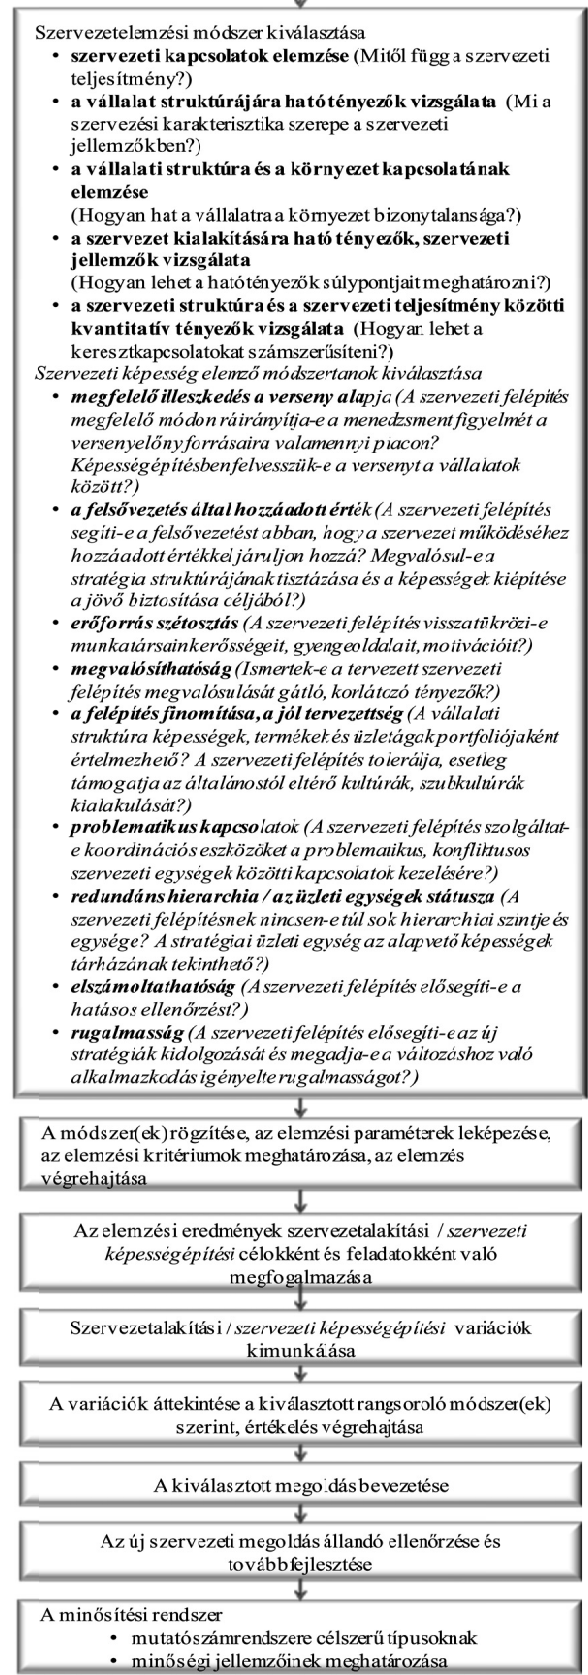 Szervezetelemzési módszer kiválasztása
• szervezeti kapcsolatok elemzése (Mitől függ a szervezeti
teljesítmény?)
• a vállalat struktúrájára ható tényezők vizsgálata (Mi a
szervezési karakterisztika szerepe a szervezeti
jellemzőkben?)
• a vállalati struktúra és a környezet kapcsolatának
elemzése
(Hogyan hat a vállalatra a környezet bizonytalansága?)
• a szervezet kialakítására ható tényezők, szervezeti
jellemzők vizsgálata
(Hogyan lehet a ható tényezők súlypontjait meghatározni?)
• a szervezeti struktúra és a szervezeti teljesítmény közötti
kvantitatív tényezők vizsgálata (Hogyan lehet a
keresztkapcsolatokat számszerűsíteni?)
Szervezeti képesség elemző módszertanok kiválasztása
• megfelelő illeszkedés a verseny alapja (A szervezeti felépítés
megfelelő módon ráirányítja-e a menedzsment figyelmét a
versenyelőny forrásaira valamennyi piacon?
Képességépítésben felvesszük-e a versenyt a vállalatok
között?)
• a felsővezetés által hozzáadott érték (A szervezeti felépítés
segíti-e a felsővezetést abban, hogy a szervezet működéséhez
hozzáadott értékkel járuljon hozzá? Megvalósul-e a
stratégia struktúrájának tisztázása és a képességek kiépítése
a jövő biztosítása céljából?)
• erőforrás szétosztás (A szervezeti felépítés visszatükrözi-e
munkatársaink erősségeit, gyengeoldalait, motivációit?)
• megvalósíthatóság (Ismertek-e a tervezett szervezeti
felépítés megvalósulását gátló, korlátozó tényezők?)
• a felépítés finomítása, a jól tervezettség (A vállalati
struktúra képességek, termékek és üzletágak portfoliójaként
értelmezhető? A szervezeti felépítés tolerálja, esetleg
támogatja az általánostól eltérő kultúrák, szubkultúrák
kialakulását?)
• problematikus kapcsolatok (A szervezeti felépítés szolgáltat-
e koordinációs eszközöket a problematikus, konfliktusos
szervezeti egységek közötti kapcsolatok kezelésére?)
• redundáns hierarchia / az üzleti egységek státusza (A
szervezeti felépítésnek nincsen-e túl sok hierarchiai szintje és
egysége? A stratégiai üzleti egység az alapvető képességek
tárházának tekinthető?)
• elszámoltathatóság (A szervezeti felépítés elősegíti-e a
hatásos ellenőrzést?)
• rugalmasság (A szervezeti felépítés elősegíti-e az új
stratégiák kidolgozását és megadja-e a változáshoz való
alkalmazkodás igényelte rugalmasságot?)
A módszer(ek) rögzítése, az elemzési paraméterek leképezése,
az elemzési kritériumok meghatározása, az elemzés
végrehajtása
Az elemzési eredmények szervezetalakítási / szervezeti
képességépítési célokként és feladatokként való
megfogalmazása
Szervezetalakítási / szervezeti képességépítési variációk
kimunkálása
A variációk áttekintése a kiválasztott rangsoroló módszer(ek)
szerint, értékelés végrehajtása
A kiválasztott megoldás bevezetése
Az új szervezeti megoldás állandó ellenőrzése és
továbbfejlesztése
A minősítési rendszer
• mutatószámrendszere célszerű típusoknak
• minőségi jellemzőinek meghatározása